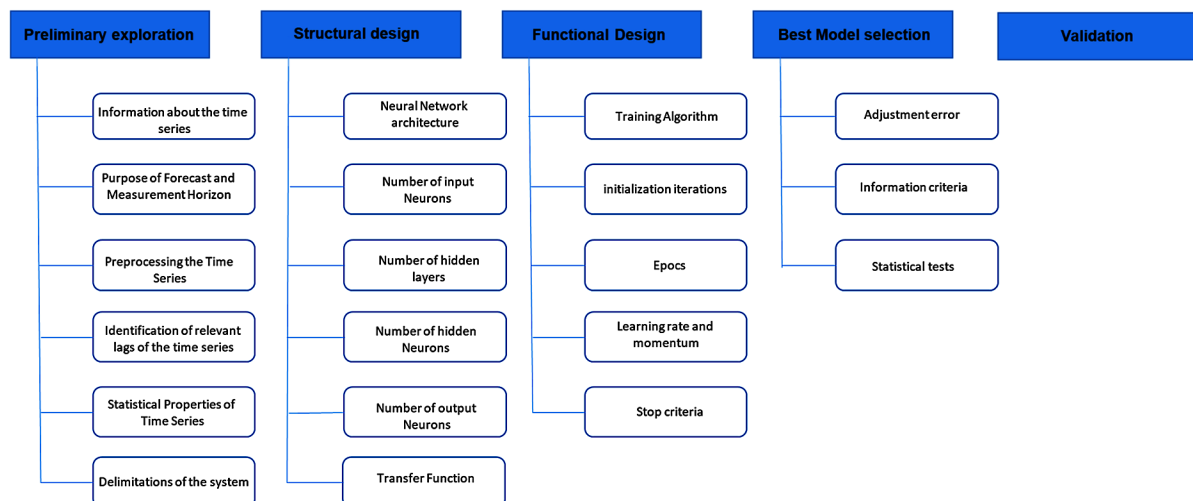 Preliminary exploration
Information about the time
series
Purpose of Forecast and
Measurement Horizon
Preprocessing the Time
Series
Identification of relevant
lags of the time series
Statistical Properties of
Time Series
Delimitations of the system
Structural design
Neural Network
architecture
Number of input
Neurons
Number of hidden
layers
Number of hidden
Neurons
Number of output
Neurons
Transfer Function
Functional Design
Training Algorithm
initialization iterations
Epocs
Learning rate and
momentum
Stop criteria
Best Model selection
Adjustment error
Information criteria
Statistical tests
Validation